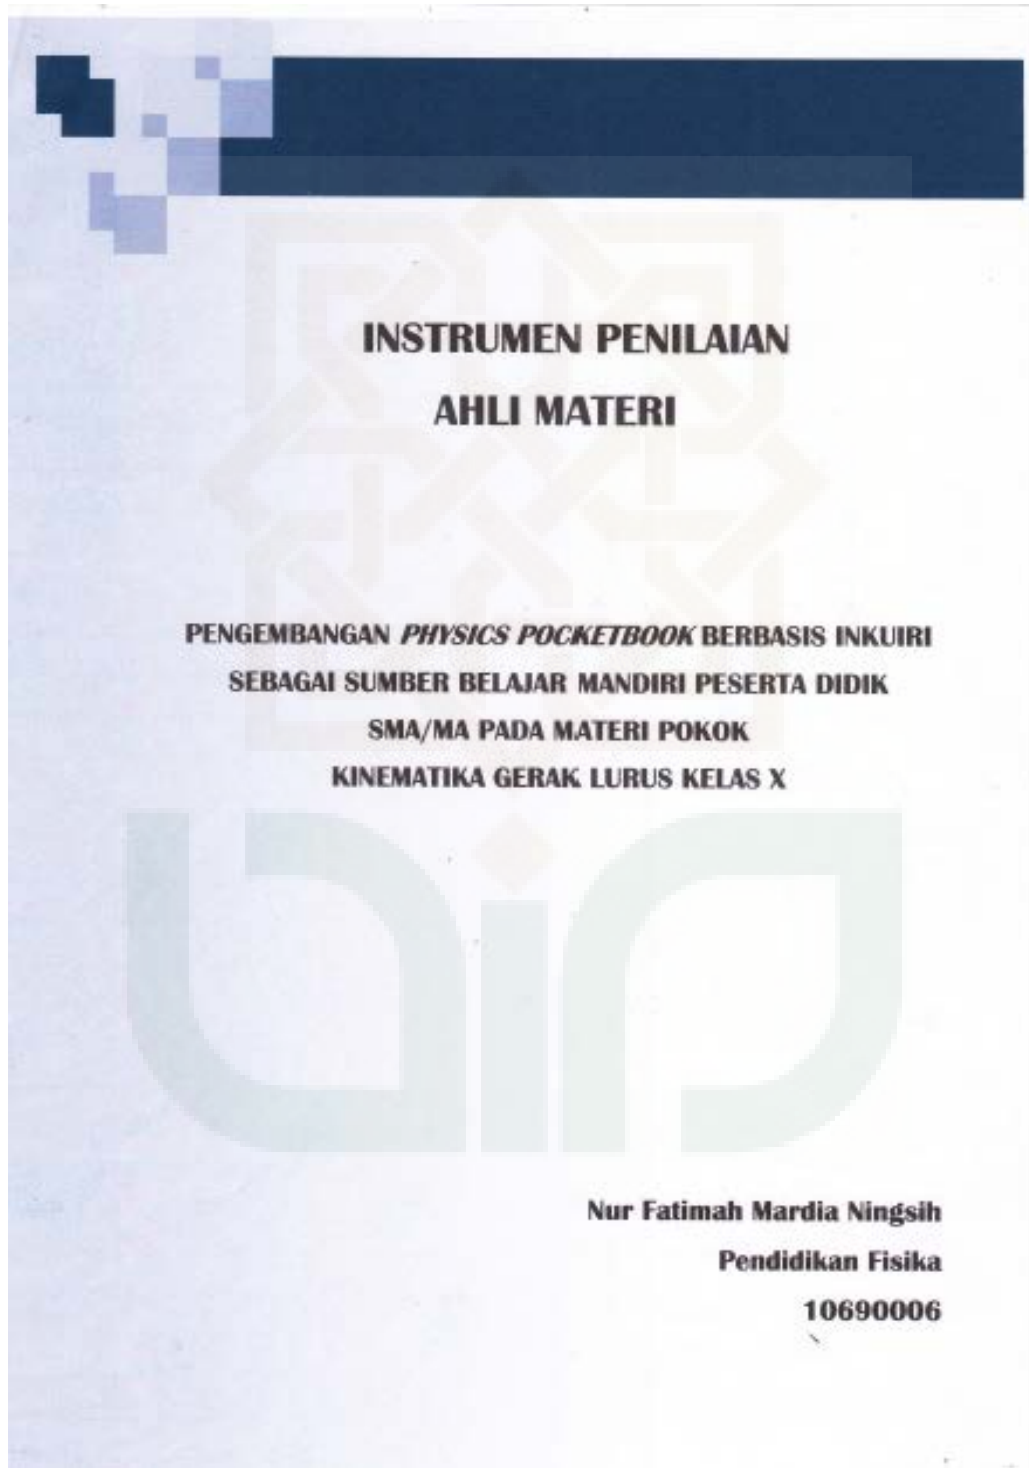 INSTRUMEN PENILAIAN
AHLI MATERI
PENGEMBANGAN PHYSICS POCKETBOOK BERBASIS INKUIRI
SEBAGAI SUMBER BELAJAR MANDIRI PESERTA DIDIK
SMA/MA PADA MATERI POKOK
KINEMATIKA GERAK LURUS KELAS X
Nur Fatimah Mardia Ningsih
Pendidikan Fisika
10690006